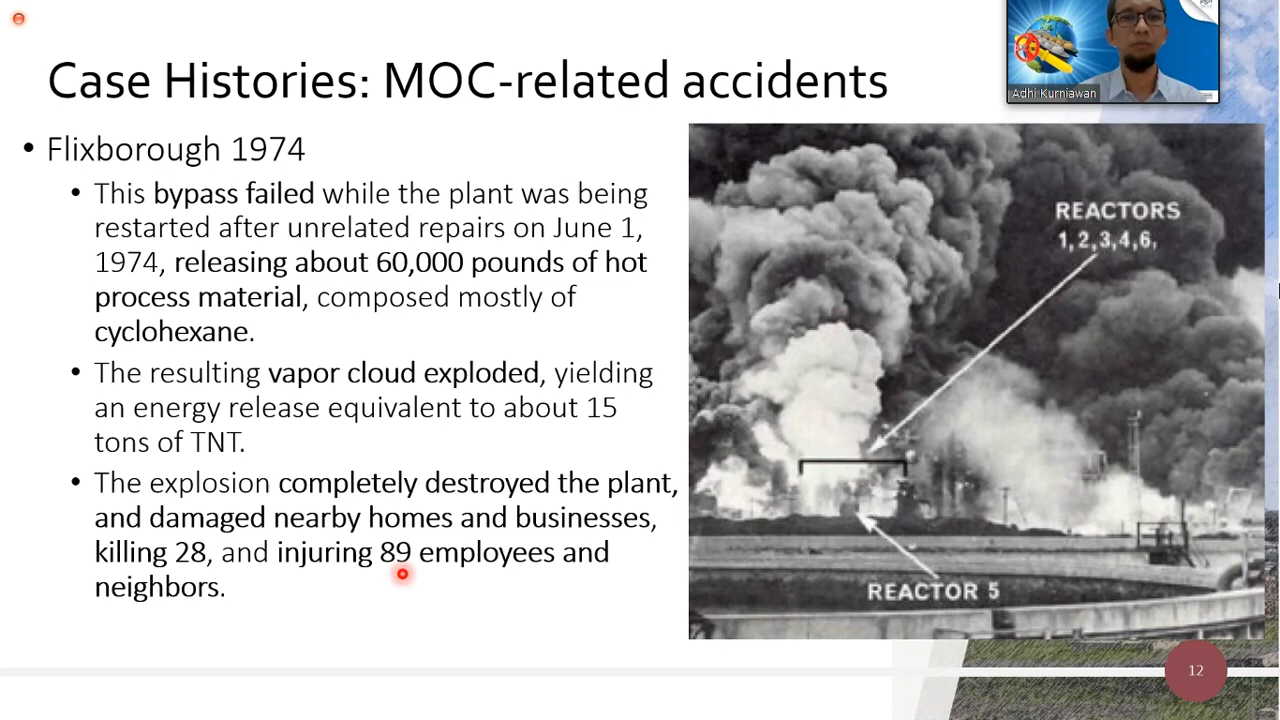 Case Histories: MOC-related accidents
Adhi Kurniawan
• Flixborough 1974
• This bypass failed while the plant was being
restarted after unrelated repairs on June 1,
1974, releasing about 60,000 pounds of hot
process material, composed mostly of
cyclohexane.
• The resulting vapor cloud exploded, yielding
an energy release equivalent to about 15
tons of TNT.
• The explosion completely destroyed the plant,
and damaged nearby homes and businesses,
killing 28, and injuring 89 employees and
neighbors.
REACTORS
1,2,3,4,6,
REACTOR 5
12